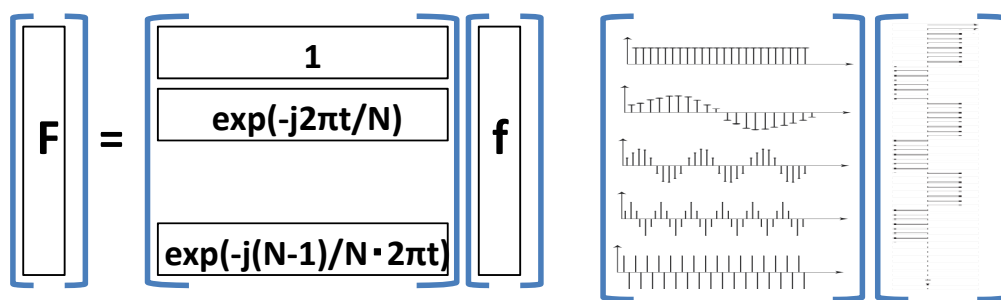 F
=
1
exp(-j2πt/N)
exp(-j(N-1)/N・2πt)
f